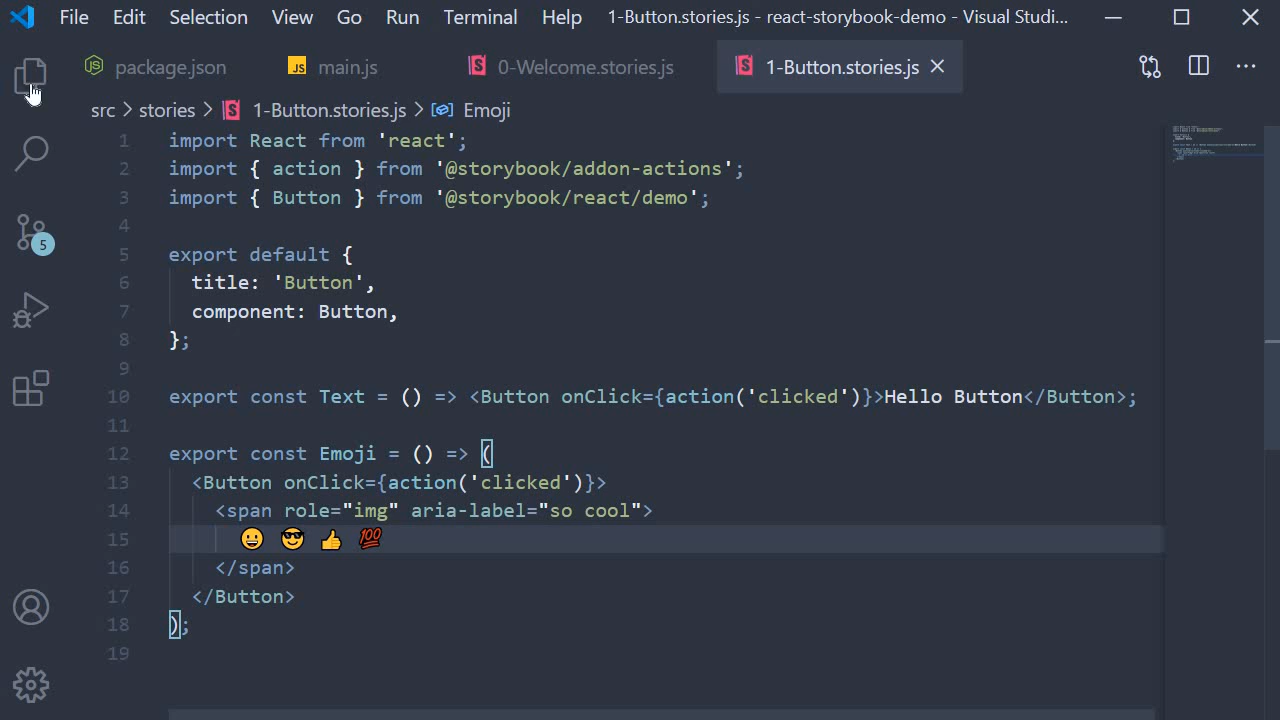 File Edit Selection View Go Run Terminal Help 1-Button.stories.js - react-storybook-demo - Visual Studi...
package.json main.js 0-Welcome.stories.js 1-Button.stories.js
src > stories > 1-Button.stories.js > Emoji
1 import React from 'react';
2 import { action } from '@storybook/addon-actions';
3 import { Button } from '@storybook/react/demo';
4
5 export default {
6 title: 'Button',
7 component: Button,
8 };
9
10 export const Text = () => <Button onClick={action('clicked')}>Hello Button</Button>;
11
12 export const Emoji = () => (
13 <Button onClick={action('clicked')}>
14 <span role="img" aria-label="so cool">
15 😀 😎 👍 💯
16 </span>
17 </Button>
18 );
19
5